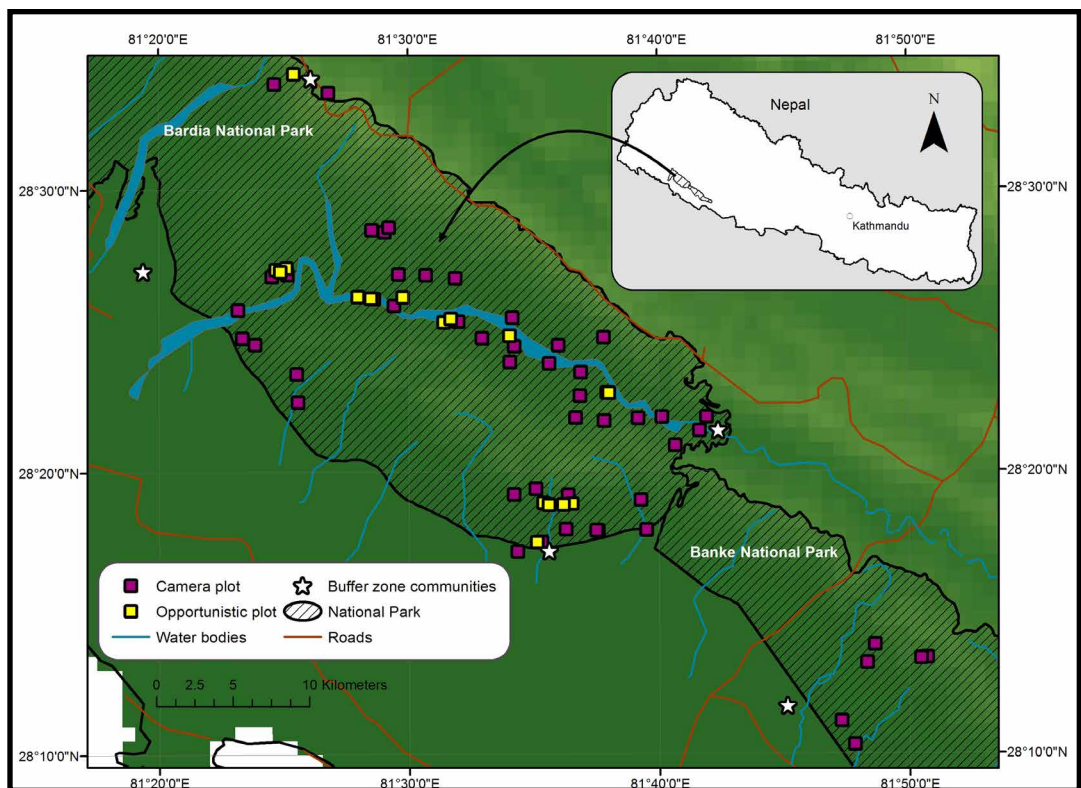 81°20'0"E 81°30'0"E 81°40'0"E 81°50'0"E
Nepal
N
Bardia National Park
28°30'0"N 28°30'0"N
Kathmandu
28°20'0"N 28°20'0"N
Banke National Park
Camera plot Buffer zone communities
Opportunistic plot National Park
Water bodies Roads
0 2.5 5 10 Kilometers
28°10'0"N 28°10'0"N
81°20'0"E 81°30'0"E 81°40'0"E 81°50'0"E